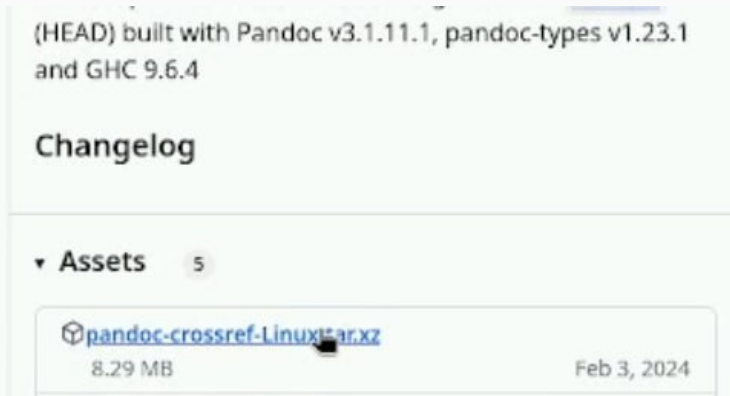 (HEAD) built with Pandoc v3.1.11.1, pandoc-types v1.23.1
and GHC 9.6.4
Changelog
Assets 5
pandoc-crossref-Linux.tar.xz
8.29 MB
Feb 3, 2024